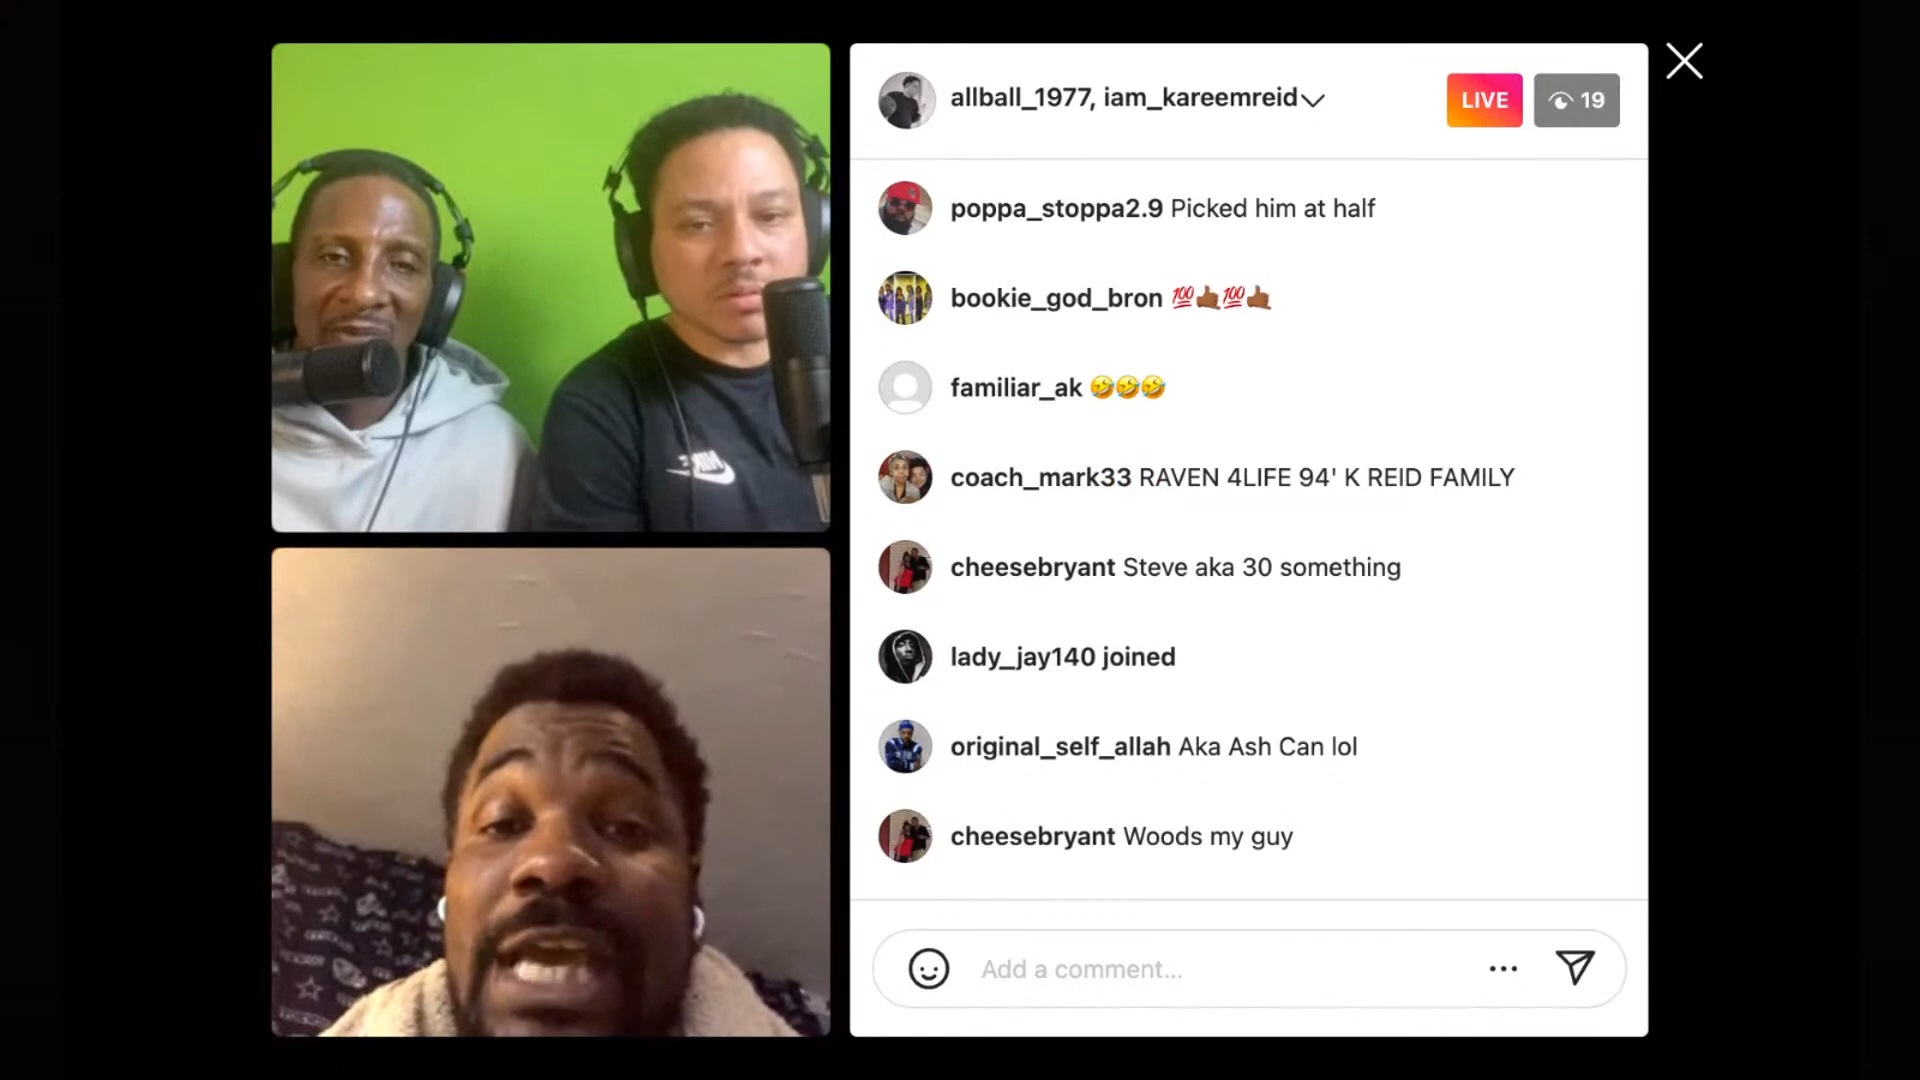 allball_1977, iam_kareemreid
LIVE
19
poppa_stoppa2.9 Picked him at half
bookie_god_bron 💯🤙🏾💯🤙🏾
familiar_ak 🤣🤣🤣
coach_mark33 RAVEN 4LIFE 94' K REID FAMILY
cheesebryant Steve aka 30 something
lady_jay140 joined
original_self_allah Aka Ash Can lol
cheesebryant Woods my guy
Add a comment...